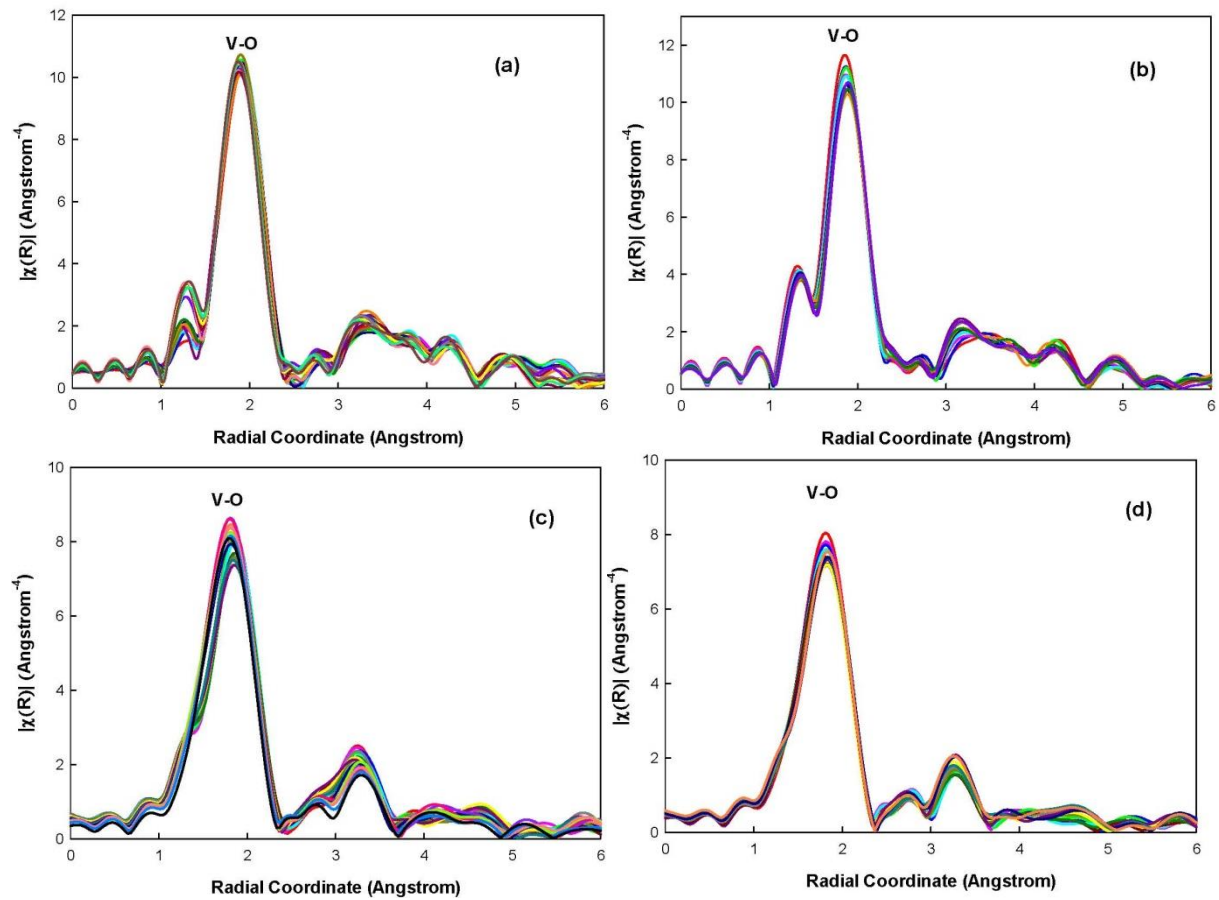 12
V-O
(a)
10
8
6
4
2
0
|χ(R)| (Angstrom-4)
0 1 2 3 4 5 6
Radial Coordinate (Angstrom)
12
V-O
(b)
10
8
6
4
2
0
|χ(R)| (Angstrom-4)
0 1 2 3 4 5 6
Radial Coordinate (Angstrom)
10
V-O
(c)
8
6
4
2
0
|χ(R)| (Angstrom-4)
0 1 2 3 4 5 6
Radial Coordinate (Angstrom)
10
V-O
(d)
8
6
4
2
0
|χ(R)| (Angstrom-4)
0 1 2 3 4 5 6
Radial Coordinate (Angstrom)